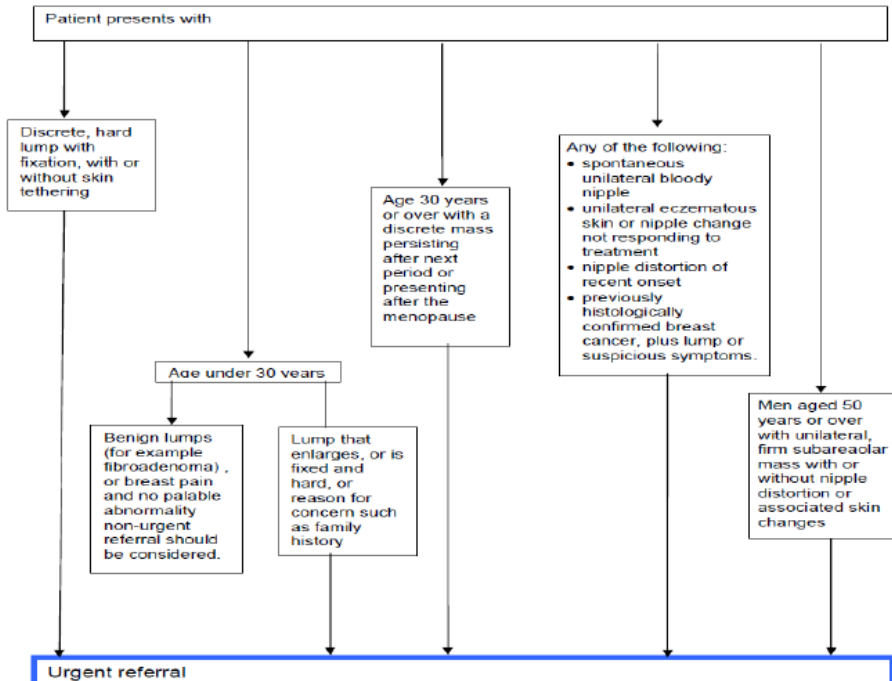 Patient presents with
Discrete, hard
lump with
fixation, with or
without skin
tethering
Age 30 years
or over with a
discrete mass
persisting
after next
period or
presenting
after the
menopause
Any of the following:
• spontaneous
unilateral bloody
nipple
• unilateral eczematous
skin or nipple change
not responding to
treatment
• nipple distortion of
recent onset
• previously
histologically
confirmed breast
cancer, plus lump or
suspicious symptoms.
Age under 30 years
Benign lumps
(for example
fibroadenoma) ,
or breast pain
and no palable
abnormality
non-urgent
referral should
be considered.
Lump that
enlarges, or is
fixed and
hard, or
reason for
concern such
as family
history
Men aged 50
years or over
with unilateral,
firm subareaolar
mass with or
without nipple
distortion or
associated skin
changes
Urgent referral